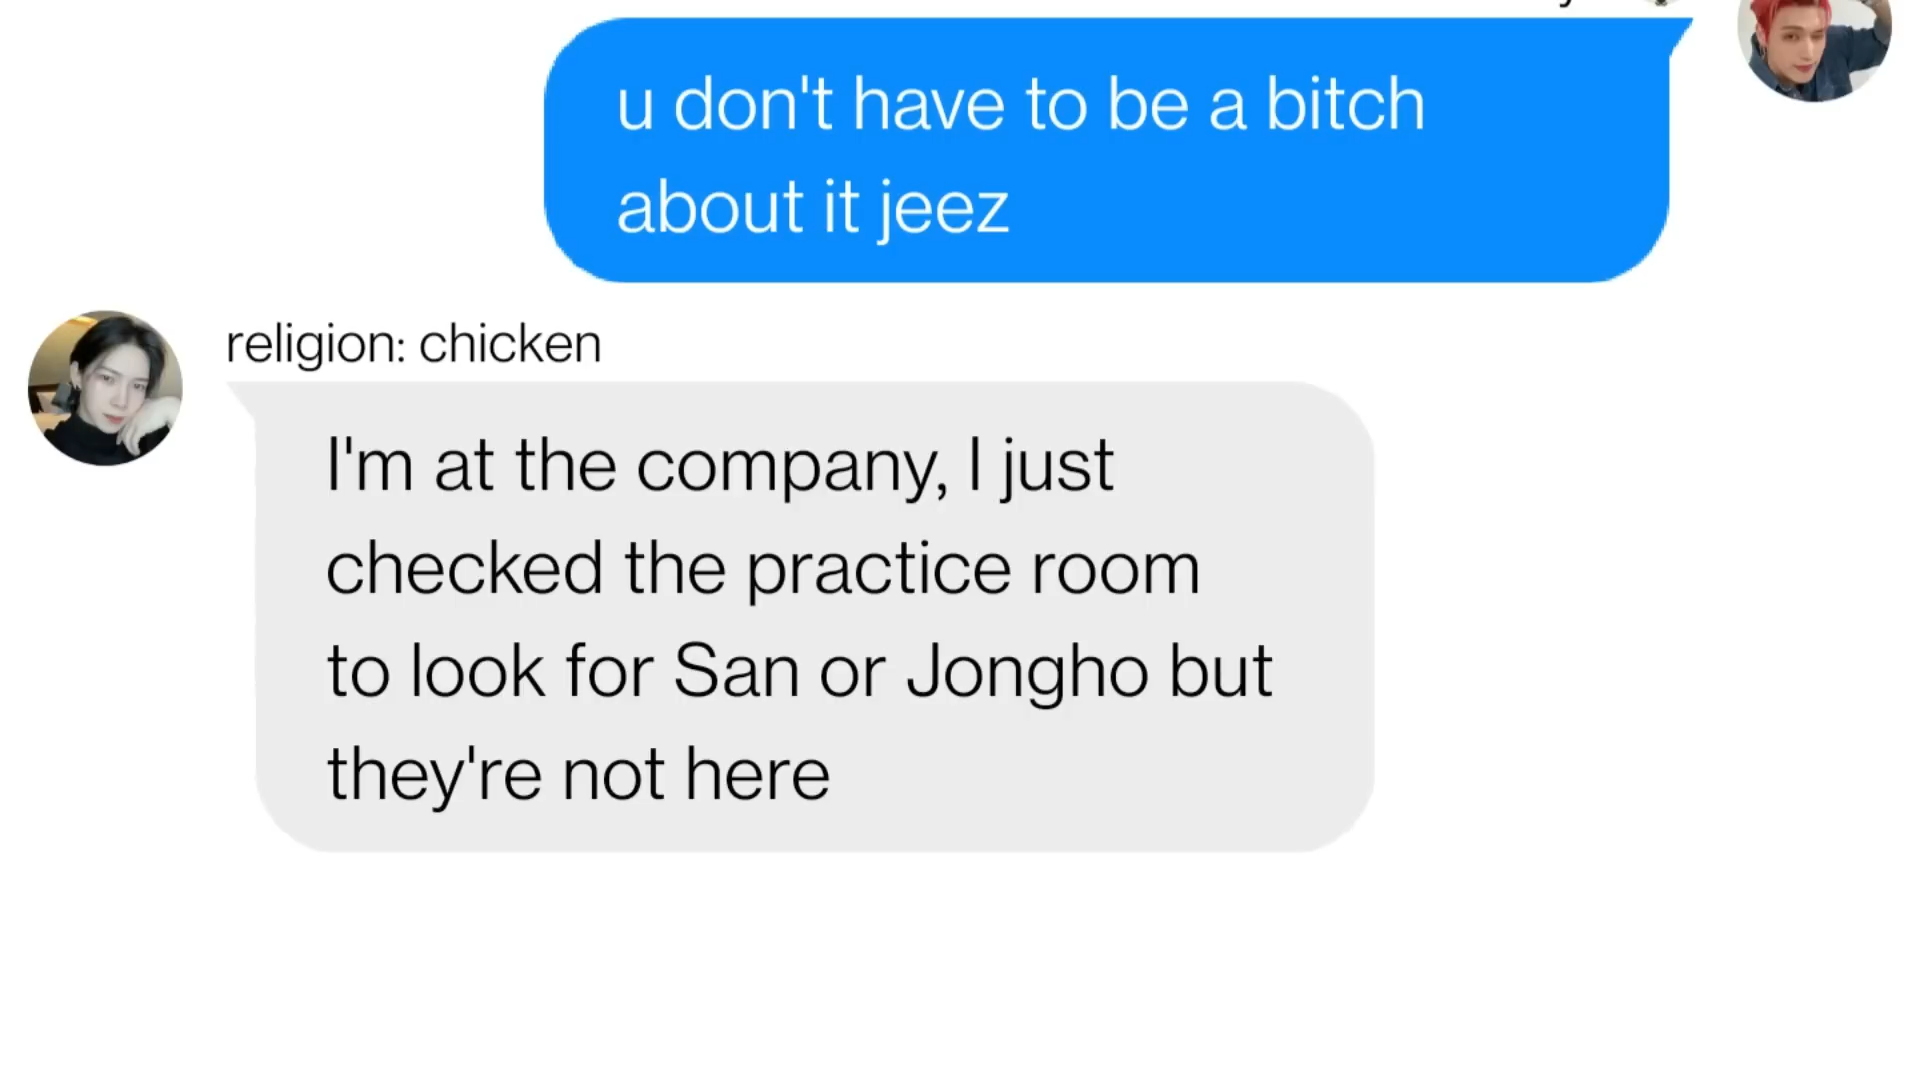 u don't have to be a bitch
about it jeez
religion: chicken
I'm at the company, I just
checked the practice room
to look for San or Jongho but
they're not here